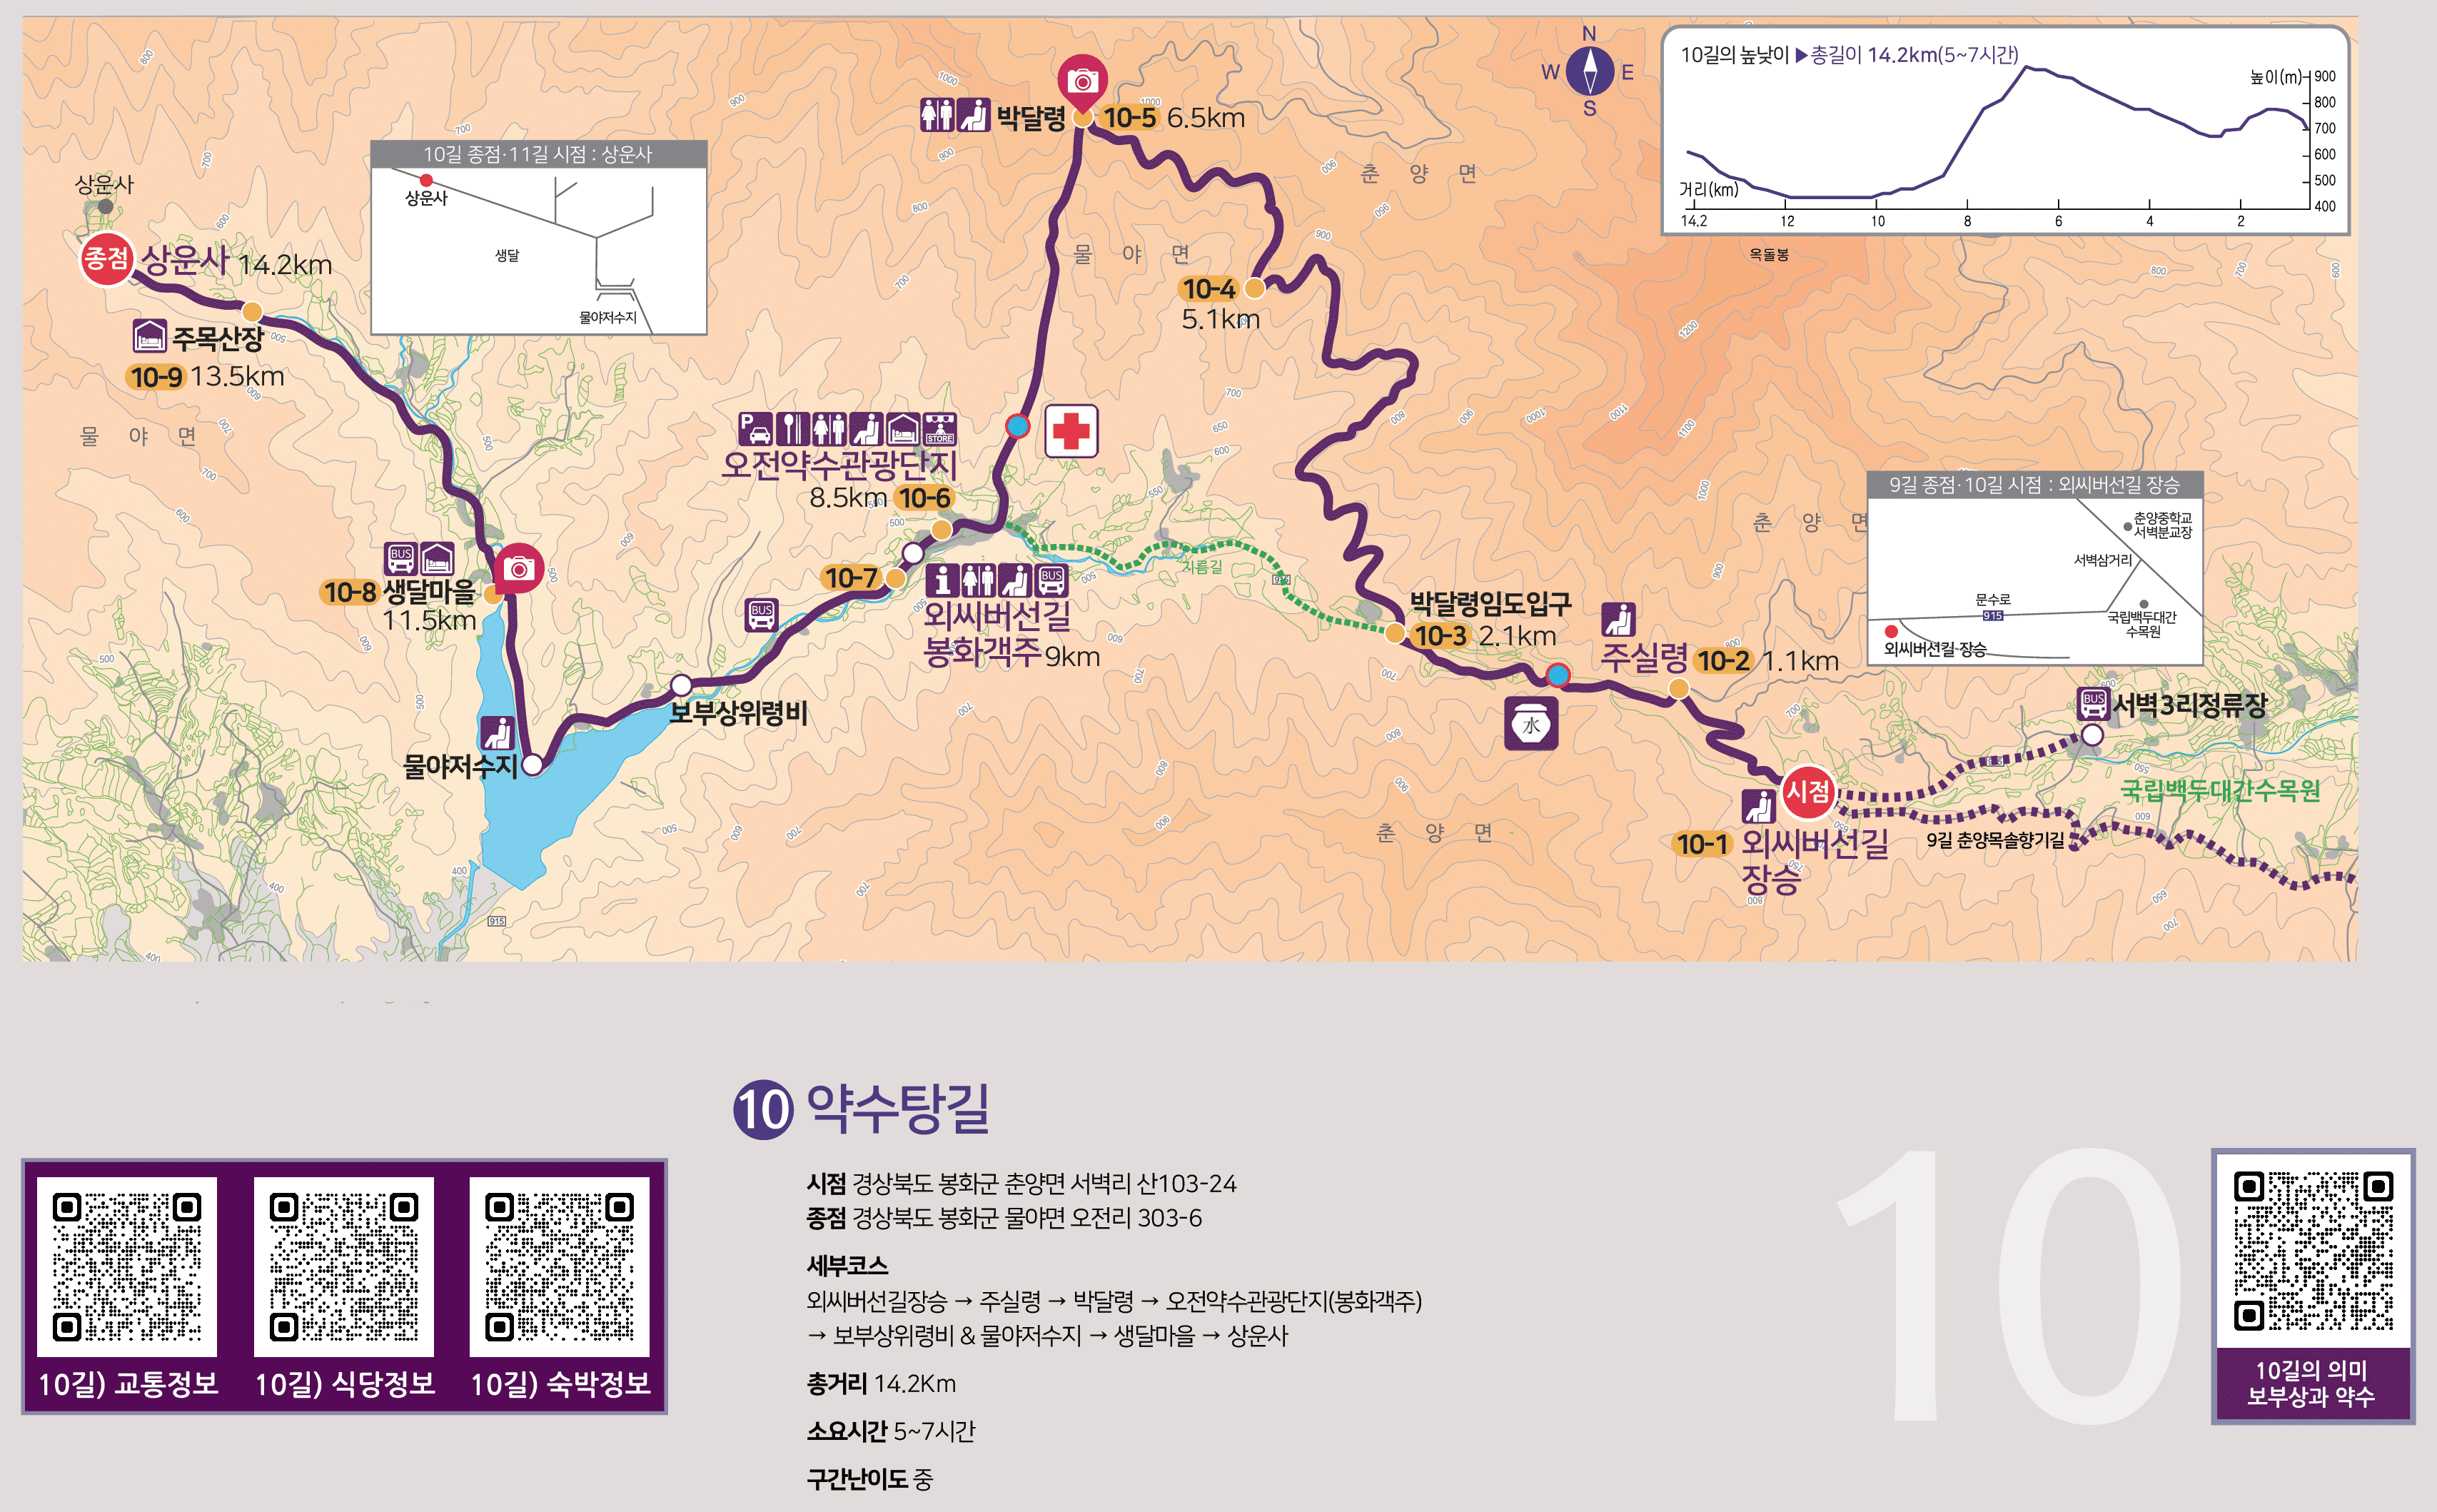 10길의 높낮이 ▶총길이 14.2km(5~7시간)
높이(m)
900
800
700
600
500
400
거리(km)
14.2 12 10 8 6 4 2
N
W E
S
옥돌봉
박달령 10-5 6.5km
춘 양 면
물 야 면
10-4
5.1km
10길 종점·11길 시점 : 상운사
상운사
생달
물야저수지
상운사
종점 상운사 14.2km
주목산장
10-9 13.5km
물 야 면
P
STORE
오전약수관광단지
8.5km 10-6
10-7
BUS
외씨버선길
봉화객주 9km
BUS
10-8 생달마을
11.5km
BUS
보부상위령비
물야저수지
지름길
915
박달령임도입구
10-3 2.1km
水
주실령 10-2 1.1km
춘 양 면
9길 종점·10길 시점 : 외씨버선길 장승
춘양중학교
서벽분교장
서벽삼거리
문수로
915
국립백두대간
수목원
외씨버선길 장승
BUS 서벽3리정류장
국립백두대간수목원
시점
10-1 외씨버선길
장승
9길 춘양목솔향기길
춘 양 면
915
10 약수탕길
시점 경상북도 봉화군 춘양면 서벽리 산103-24
종점 경상북도 봉화군 물야면 오전리 303-6
세부코스
외씨버선길장승 → 주실령 → 박달령 → 오전약수관광단지(봉화객주)
→ 보부상위령비 & 물야저수지 → 생달마을 → 상운사
총거리 14.2Km
소요시간 5~7시간
구간난이도 중
10길) 교통정보
10길) 식당정보
10길) 숙박정보
10
10길의 의미
보부상과 약수